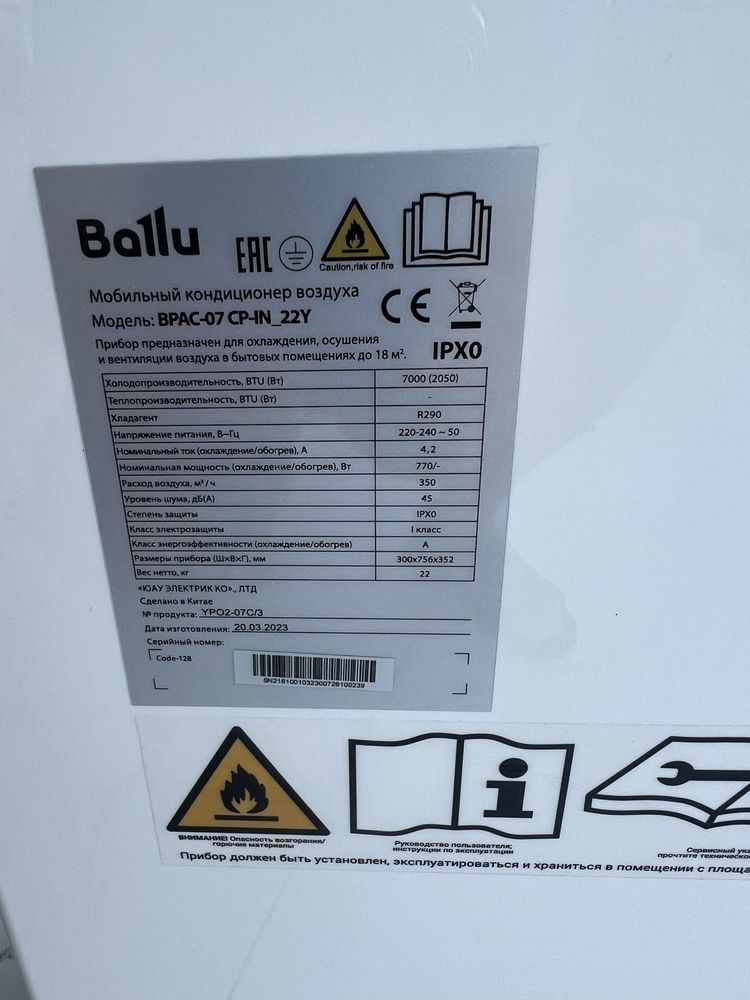 Ballu
EAC
Caution,risk of fire
Мобильный кондиционер воздуха
Модель: BPAC-07 CP-IN_22Y
CE
Прибор предназначен для охлаждения, осушения
и вентиляции воздуха в бытовых помещениях до 18 м².
IPX0
Холодопроизводительность, BTU (Вт) 7000 (2050)
Теплопроизводительность, BTU (Вт) -
Хладагент R290
Напряжение питания, В~Гц 220-240 ~ 50
Номинальный ток (охлаждение/обогрев), А 4,2
Номинальная мощность (охлаждение/обогрев), Вт 770/-
Расход воздуха, м³/ч 350
Уровень шума, дБ(А) 45
Степень защиты IPX0
Класс электрозащиты I класс
Класс энергоэффективности (охлаждение/обогрев) А
Размеры прибора (Ш×В×Г), мм 300x756x352
Вес нетто, кг 22
«ЮАУ ЭЛЕКТРИК КО»., ЛТД
Сделано в Китае
№ продукта: YPO2-07C/3
Дата изготовления: 20.03.2023
Серийный номер:
Code-128
SN2161001032300726100239
ВНИМАНИЕ! Опасность возгорания/
горючие материалы
Руководство пользователя;
инструкции по эксплуатации
Сервисный ука
прочтите техническо
Прибор должен быть установлен, эксплуатироваться и храниться в помещении с площа